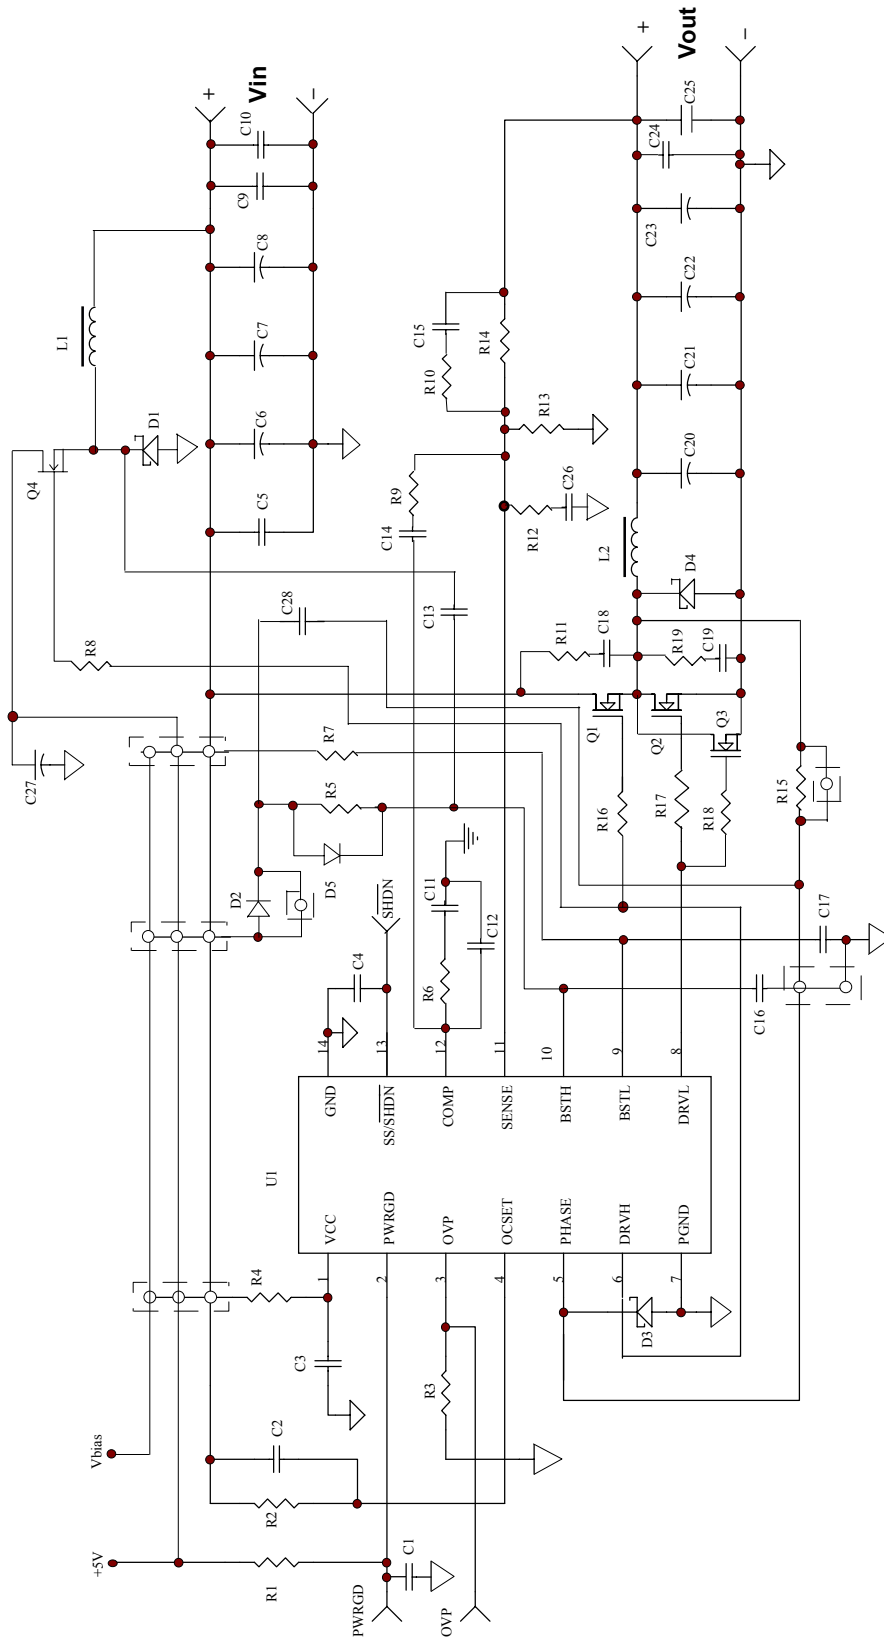 +5V
Vbias
R1
R2
C2
C1
PWRGD
OVP
R3
C3
R4
U1
1
VCC
2
PWRGD
3
OVP
4
OCSET
5
PHASE
6
DRVH
7
PGND
D3
GND
14
SS/SHDN
13
COMP
12
SENSE
11
BSTH
10
BSTL
9
DRVL
8
C4
SHDN
R6
C11
C12
D2
D5
R5
R7
C27
R8
Q4
D1
L1
C28
C13
C14
R9
R10
C15
R14
R13
R12
C26
C5
C6
C7
C8
C9
C10
+
Vin
-
C16
C17
R15
R16
R17
R18
Q1
Q2
Q3
R11
C18
R19
C19
D4
L2
C20
C21
C22
C23
C24
C25
+
Vout
-